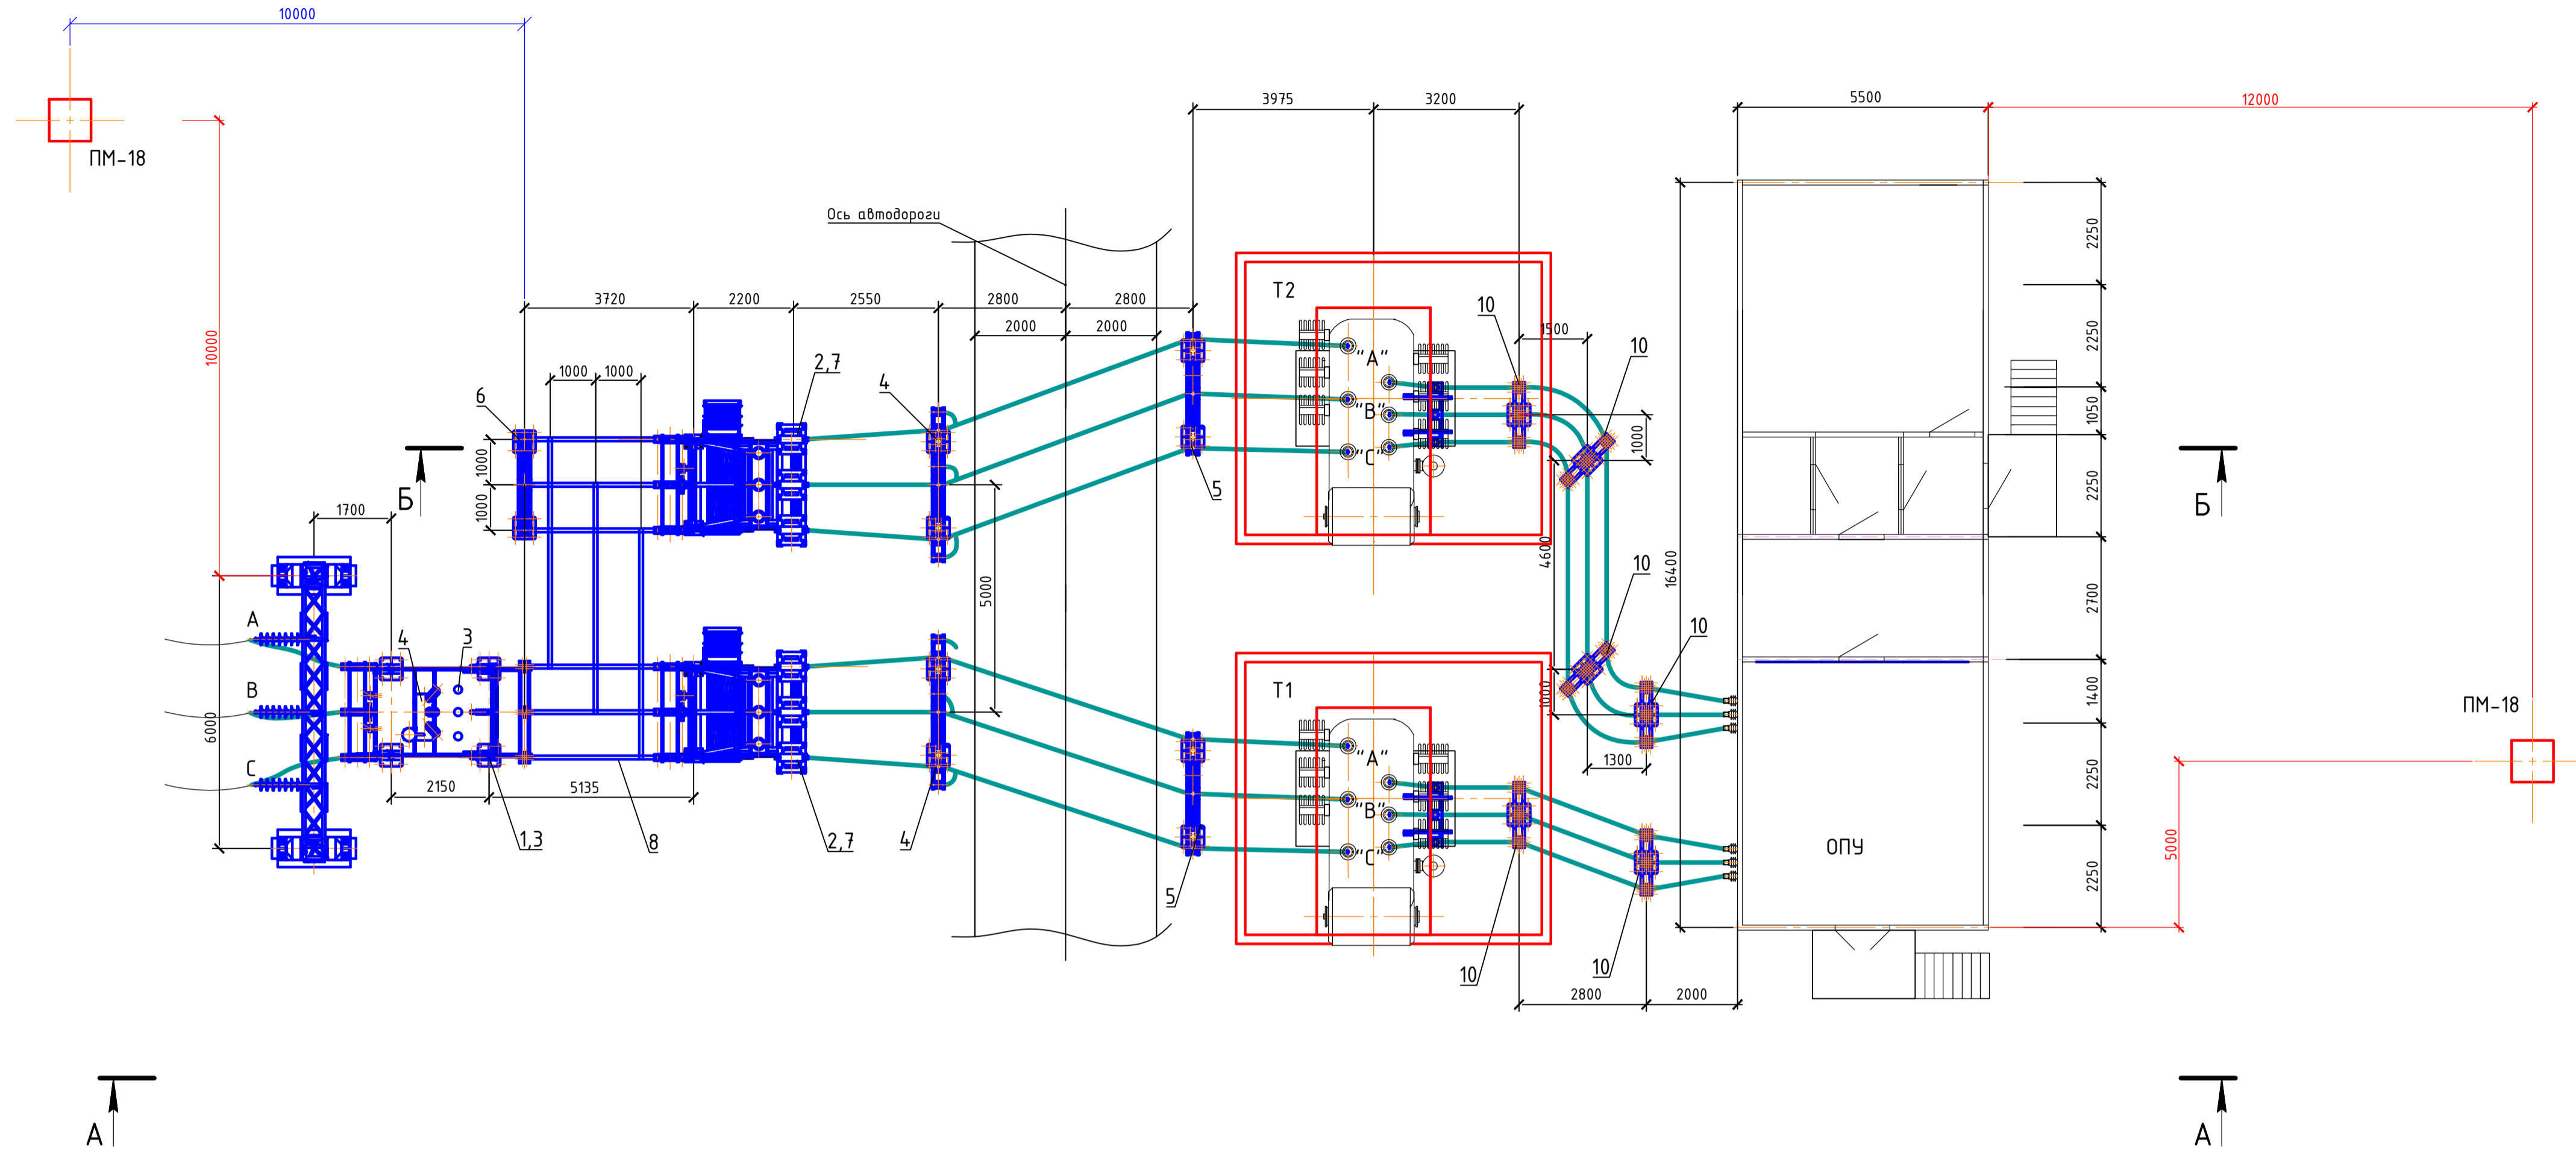 10000
3975
3200
5500
12000
ПМ-18
Ось автодороги
2250
3720
2200
2550
2800
2800
Т2
10
2000
2000
1500
10
10000
2,7
4
"А"
2250
1000
1000
6
"В"
1050
1000
1000
"С"
Б
5
2250
Б
1000
1700
4600
16400
5000
10
2700
А
4
3
10
В
6000
Т1
1000
1400
ПМ-18
С
"А"
1300
2150
5135
"В"
2250
1,3
8
2,7
4
ОПУ
5000
"С"
5
2250
10
10
2800
2000
А
А